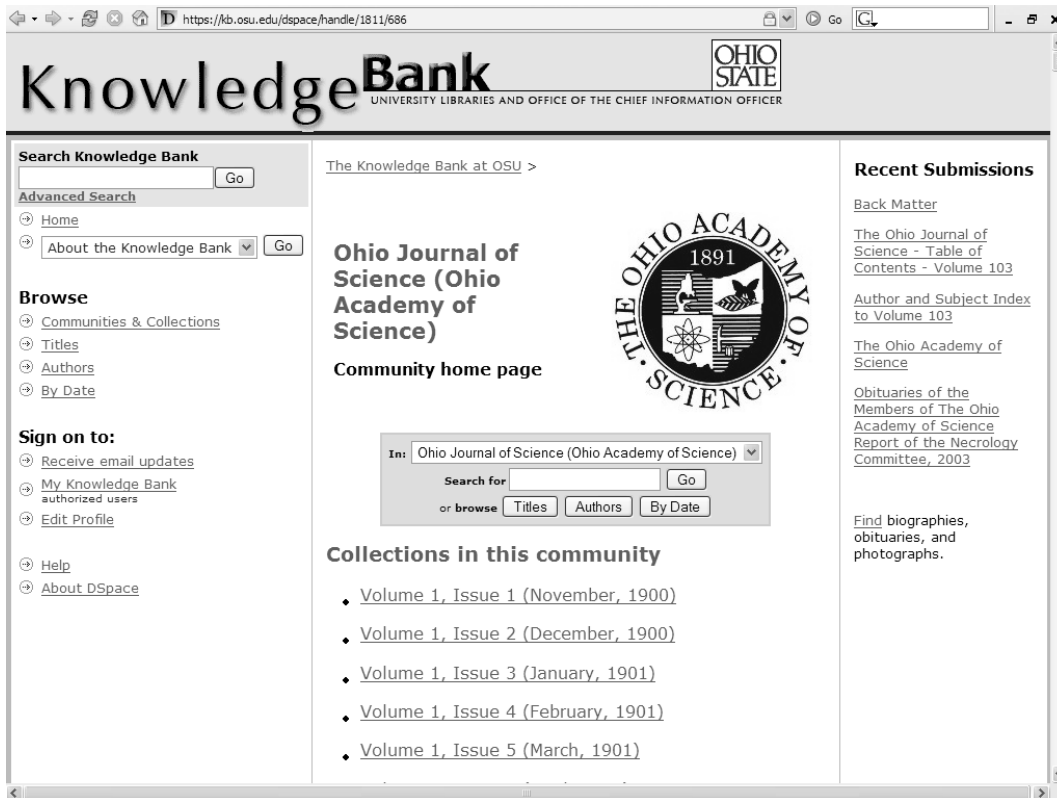 https://kb.osu.edu/dspace/handle/1811/686
Go
G
KnowledgeBank
OHIO
STATE
UNIVERSITY LIBRARIES AND OFFICE OF THE CHIEF INFORMATION OFFICER
Search Knowledge Bank
Go
Advanced Search
Home
About the Knowledge Bank
Go
Browse
Communities & Collections
Titles
Authors
By Date
Sign on to:
Receive email updates
My Knowledge Bank
authorized users
Edit Profile
Help
About DSpace
The Knowledge Bank at OSU >
Ohio Journal of
Science (Ohio
Academy of
Science)
Community home page
THE OHIO ACADEMY OF
·SCIENCE·
1891
In: Ohio Journal of Science (Ohio Academy of Science)
Search for Go
or browse Titles Authors By Date
Collections in this community
Volume 1, Issue 1 (November, 1900)
Volume 1, Issue 2 (December, 1900)
Volume 1, Issue 3 (January, 1901)
Volume 1, Issue 4 (February, 1901)
Volume 1, Issue 5 (March, 1901)
Recent Submissions
Back Matter
The Ohio Journal of
Science - Table of
Contents - Volume 103
Author and Subject Index
to Volume 103
The Ohio Academy of
Science
Obituaries of the
Members of The Ohio
Academy of Science
Report of the Necrology
Committee, 2003
Find biographies,
obituaries, and
photographs.